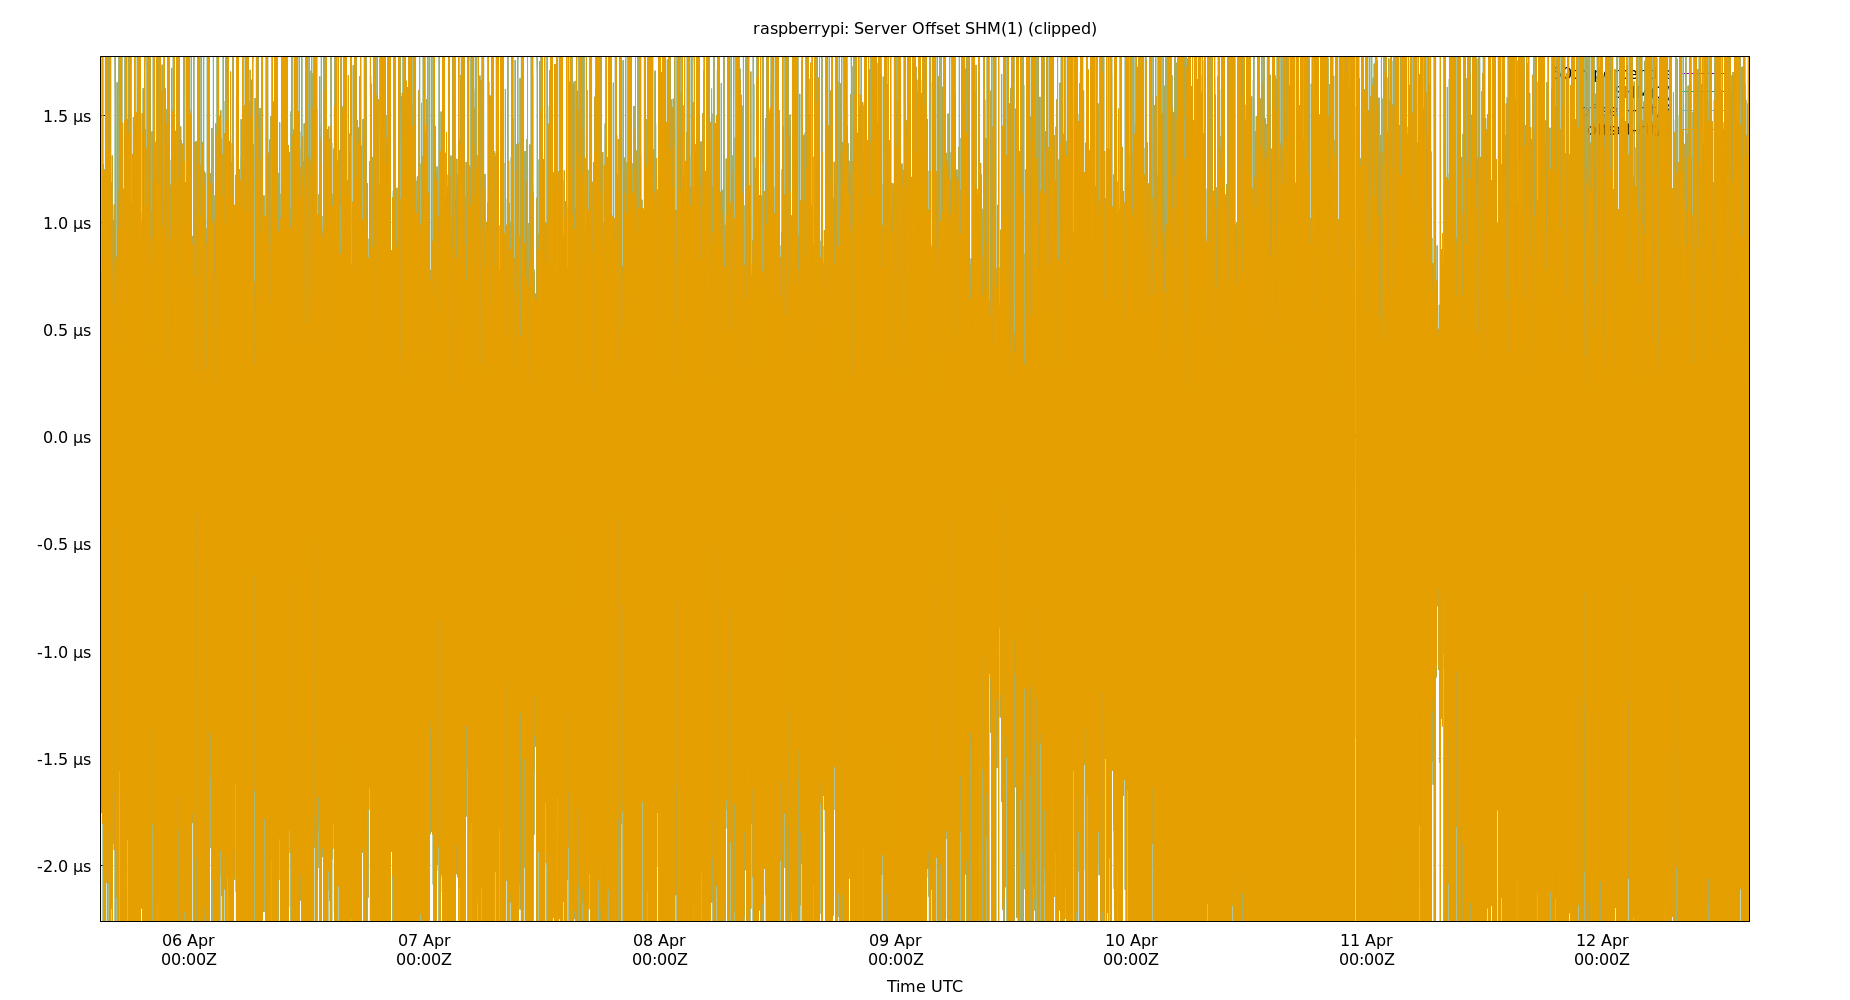 raspberrypi: Server Offset SHM(1) (clipped)
1.5 µs
1.0 µs
0.5 µs
0.0 µs
-0.5 µs
-1.0 µs
-1.5 µs
-2.0 µs
06 Apr 07 Apr 08 Apr 09 Apr 10 Apr 11 Apr 12 Apr
00:00Z 00:00Z 00:00Z 00:00Z 00:00Z 00:00Z 00:00Z
Time UTC